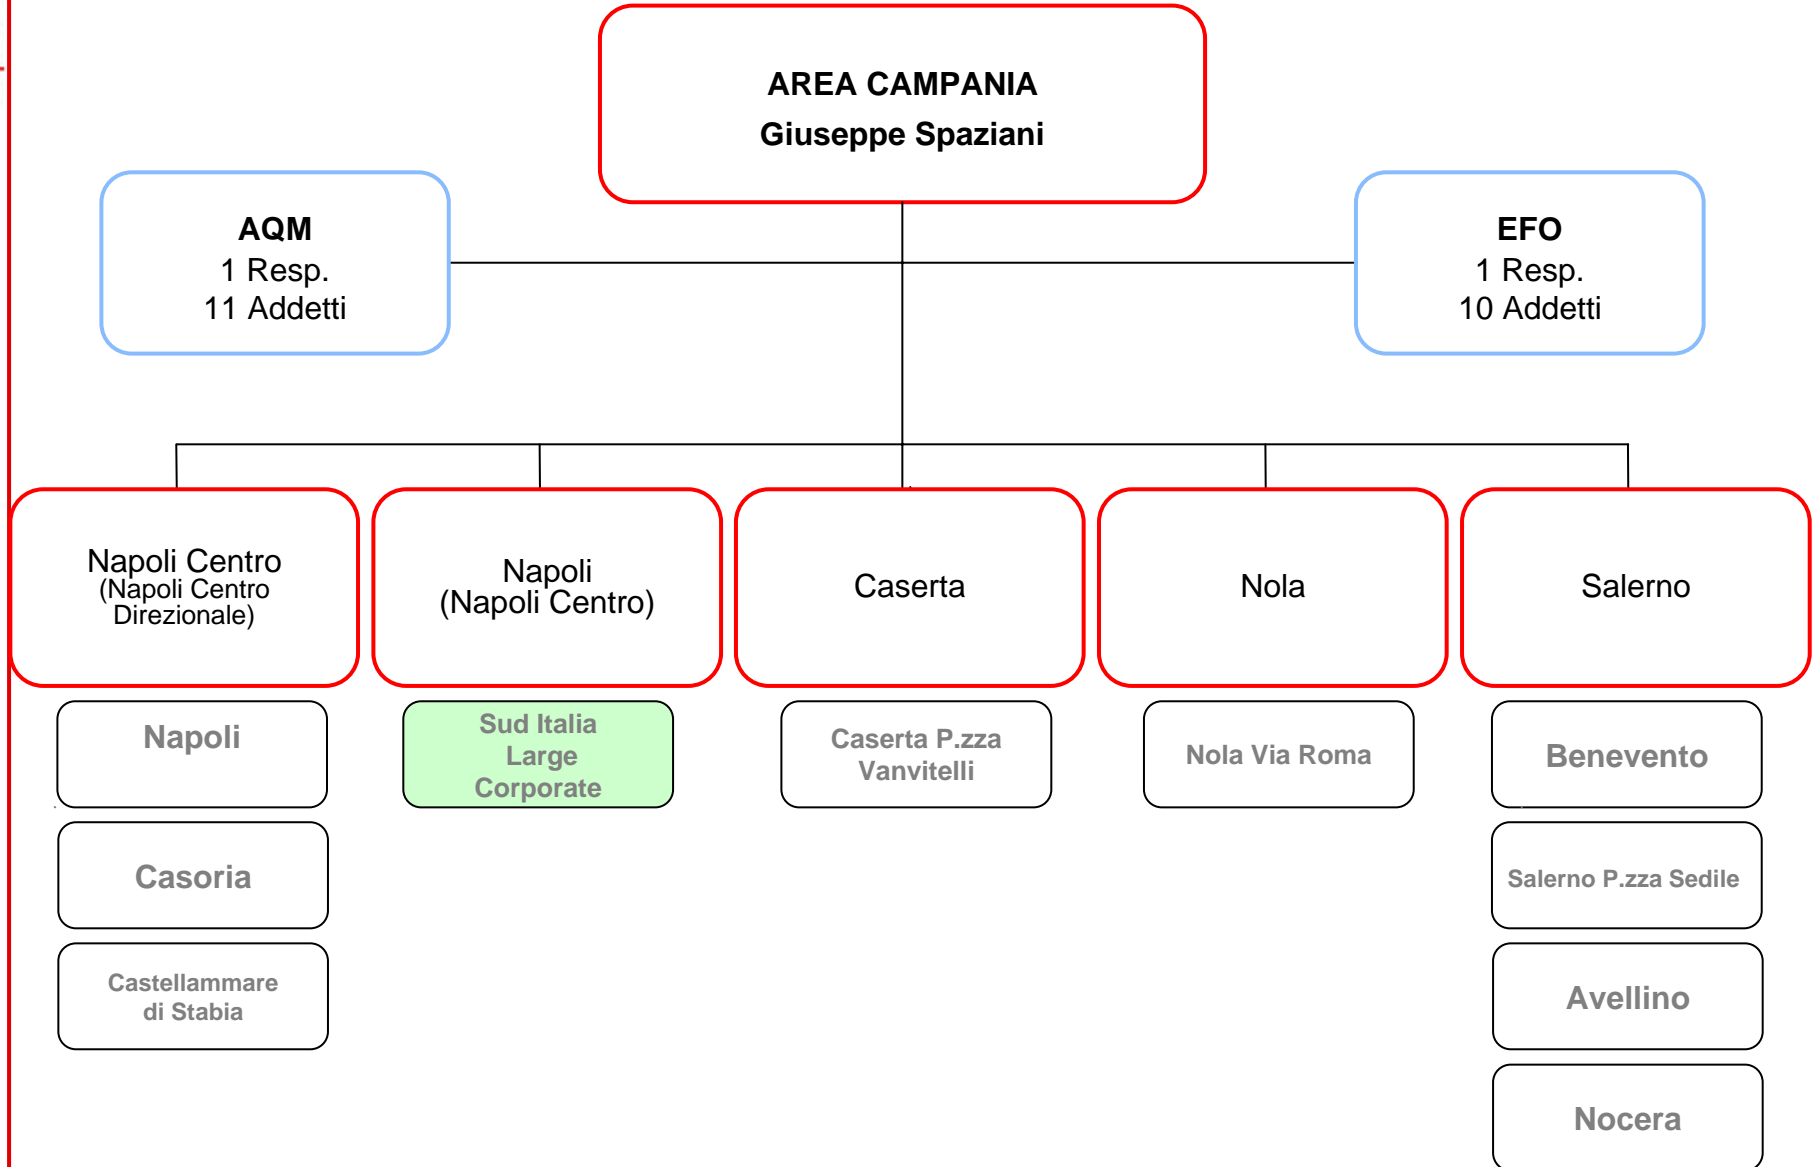 AREA CAMPANIA
Giuseppe Spaziani
AQM
1 Resp.
11 Addetti
EFO
1 Resp.
10 Addetti
Napoli Centro
(Napoli Centro
Direzionale)
Napoli
(Napoli Centro)
Caserta
Nola
Salerno
Napoli
Casoria
Castellammare
di Stabia
Sud Italia
Large
Corporate
Caserta P.zza
Vanvitelli
Nola Via Roma
Benevento
Salerno P.zza Sedile
Avellino
Nocera